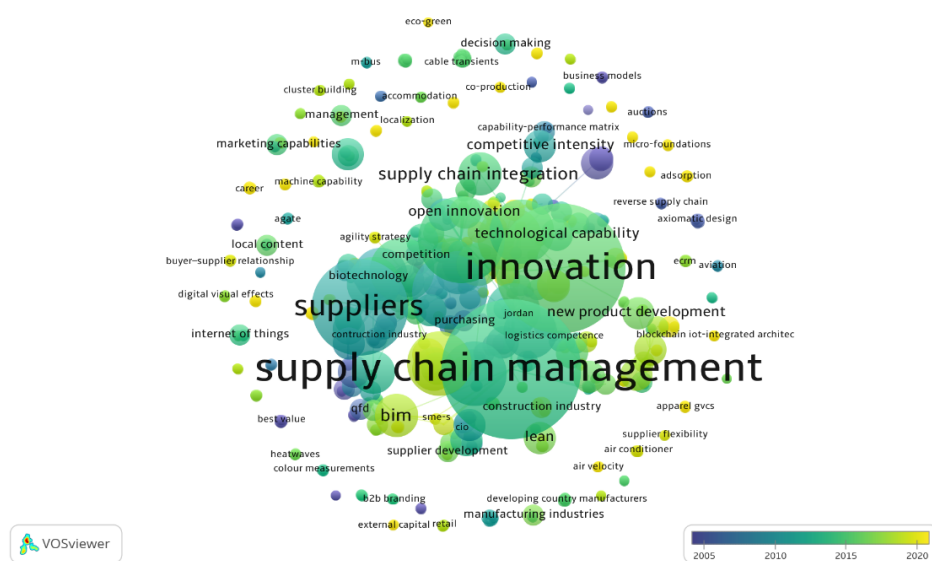 eco-green
decision making
m-bus
cable transients
business models
cluster building
co-production
accommodation
management
localization
auctions
capability-performance matrix
marketing capabilities
competitive intensity
micro-foundations
supply chain integration
career
machine capability
adsorption
reverse supply chain
agate
open innovation
axiomatic design
agility strategy
technological capability
local content
competition
buyer-supplier relationship
innovation
ecrm
aviation
biotechnology
digital visual effects
suppliers
jordan
new product development
purchasing
internet of things
contruction industry
logistics competence
blockchain iot-integrated architec
supply chain management
qfd
bim
construction industry
apparel gvcs
best value
sme-s
cio
lean
supplier flexibility
supplier development
air conditioner
heatwaves
colour measurements
air velocity
b2b branding
developing country manufacturers
manufacturing industries
external capital
retail
VOSviewer
2005
2010
2015
2020